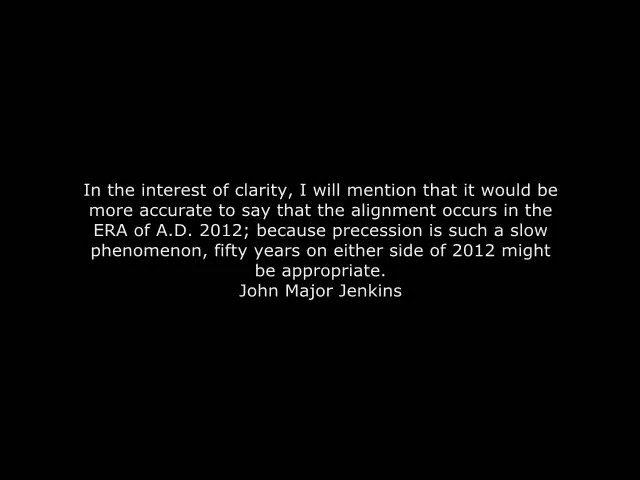 In the interest of clarity, I will mention that it would be
more accurate to say that the alignment occurs in the
ERA of A.D. 2012; because precession is such a slow
phenomenon, fifty years on either side of 2012 might
be appropriate.
John Major Jenkins